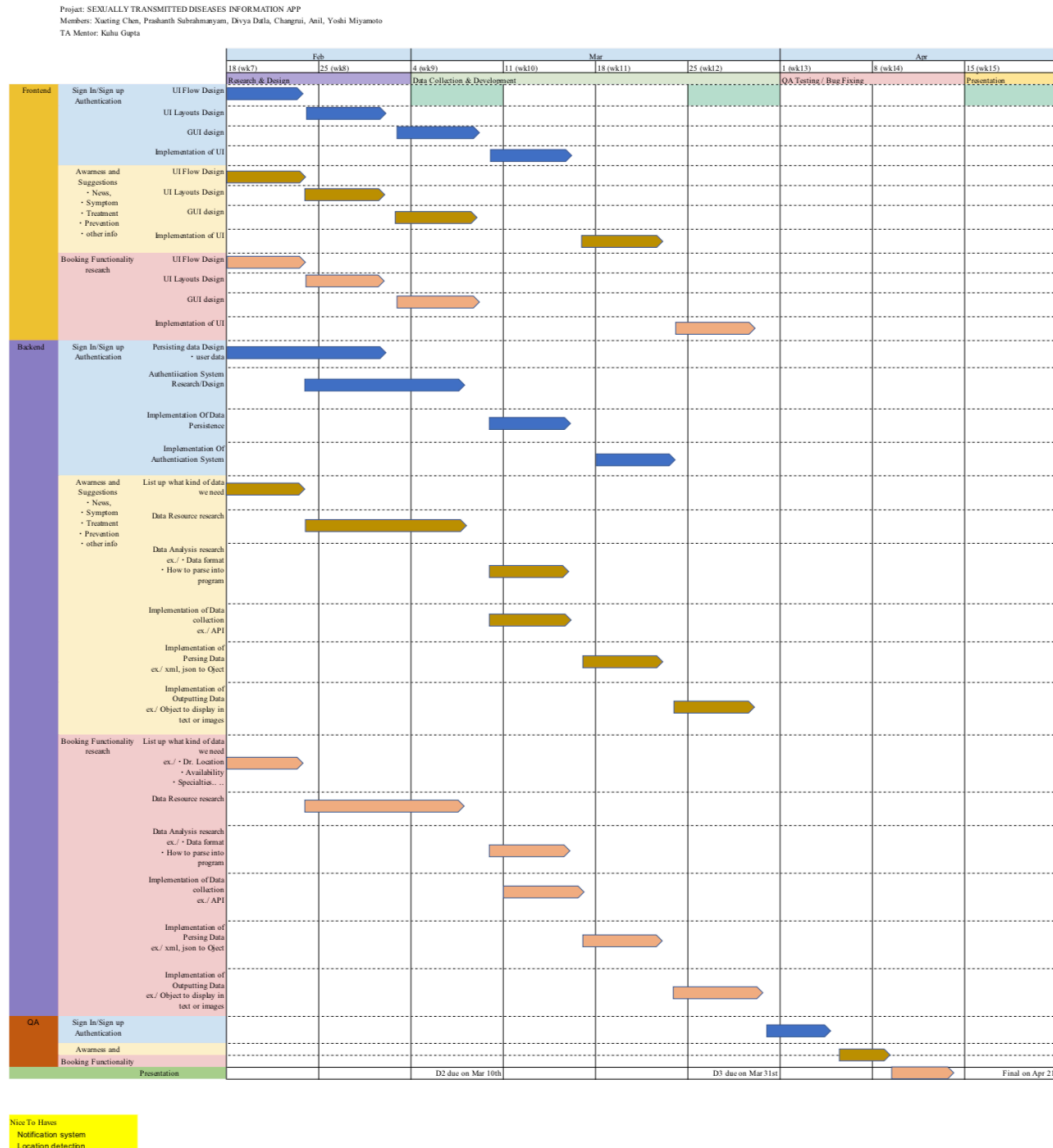 Project: SEXUALLY TRANSMITTED DISEASES INFORMATION APP
Members: Xueting Chen, Prashanth Subrahmanyam, Divya Datla, Changrui, Anil, Yoshi Miyamoto
TA Mentor: Kuhu Gupta
Feb
Mar
Apr
18 (wk7)
25 (wk8)
4 (wk9)
11 (wk10)
18 (wk11)
25 (wk12)
1 (wk13)
8 (wk14)
15 (wk15)
Research & Design
Data Collection & Development
QA Testing / Bug Fixing
Presentation
Frontend
Sign In/Sign up
Authentication
UI Flow Design
UI Layouts Design
GUI design
Implementation of UI
Awarness and
Suggestions
・News,
・Symptom
・Treatment
・Prevention
・other info
UI Flow Design
UI Layouts Design
GUI design
Implementation of UI
Booking Functionality
research
UI Flow Design
UI Layouts Design
GUI design
Implementation of UI
Backend
Sign In/Sign up
Authentication
Persisting data Design
・user data
Authentiication System
Research/Design
Implementation Of Data
Persistence
Implementation Of
Authentication System
Awarness and
Suggestions
・News,
・Symptom
・Treatment
・Prevention
・other info
List up what kind of data
we need
Data Resource research
Data Analysis research
ex./・Data format
・How to parse into
program
Implementation of Data
collection
ex./ API
Implementation of
Persing Data
ex./ xml, json to Oject
Implementation of
Outputting Data
ex./ Object to display in
text or images
Booking Functionality
research
List up what kind of data
we need
ex./・Dr. Location
・Availability
・Specialties... ...
Data Resource research
Data Analysis research
ex./・Data format
・How to parse into
program
Implementation of Data
collection
ex./ API
Implementation of
Persing Data
ex./ xml, json to Oject
Implementation of
Outputting Data
ex./ Object to display in
text or images
QA
Sign In/Sign up
Authentication
Awarness and
Booking Functionality
Presentation
D2 due on Mar 10th
D3 due on Mar 31st
Final on Apr 21
Nice To Haves
Notification system
Location detection